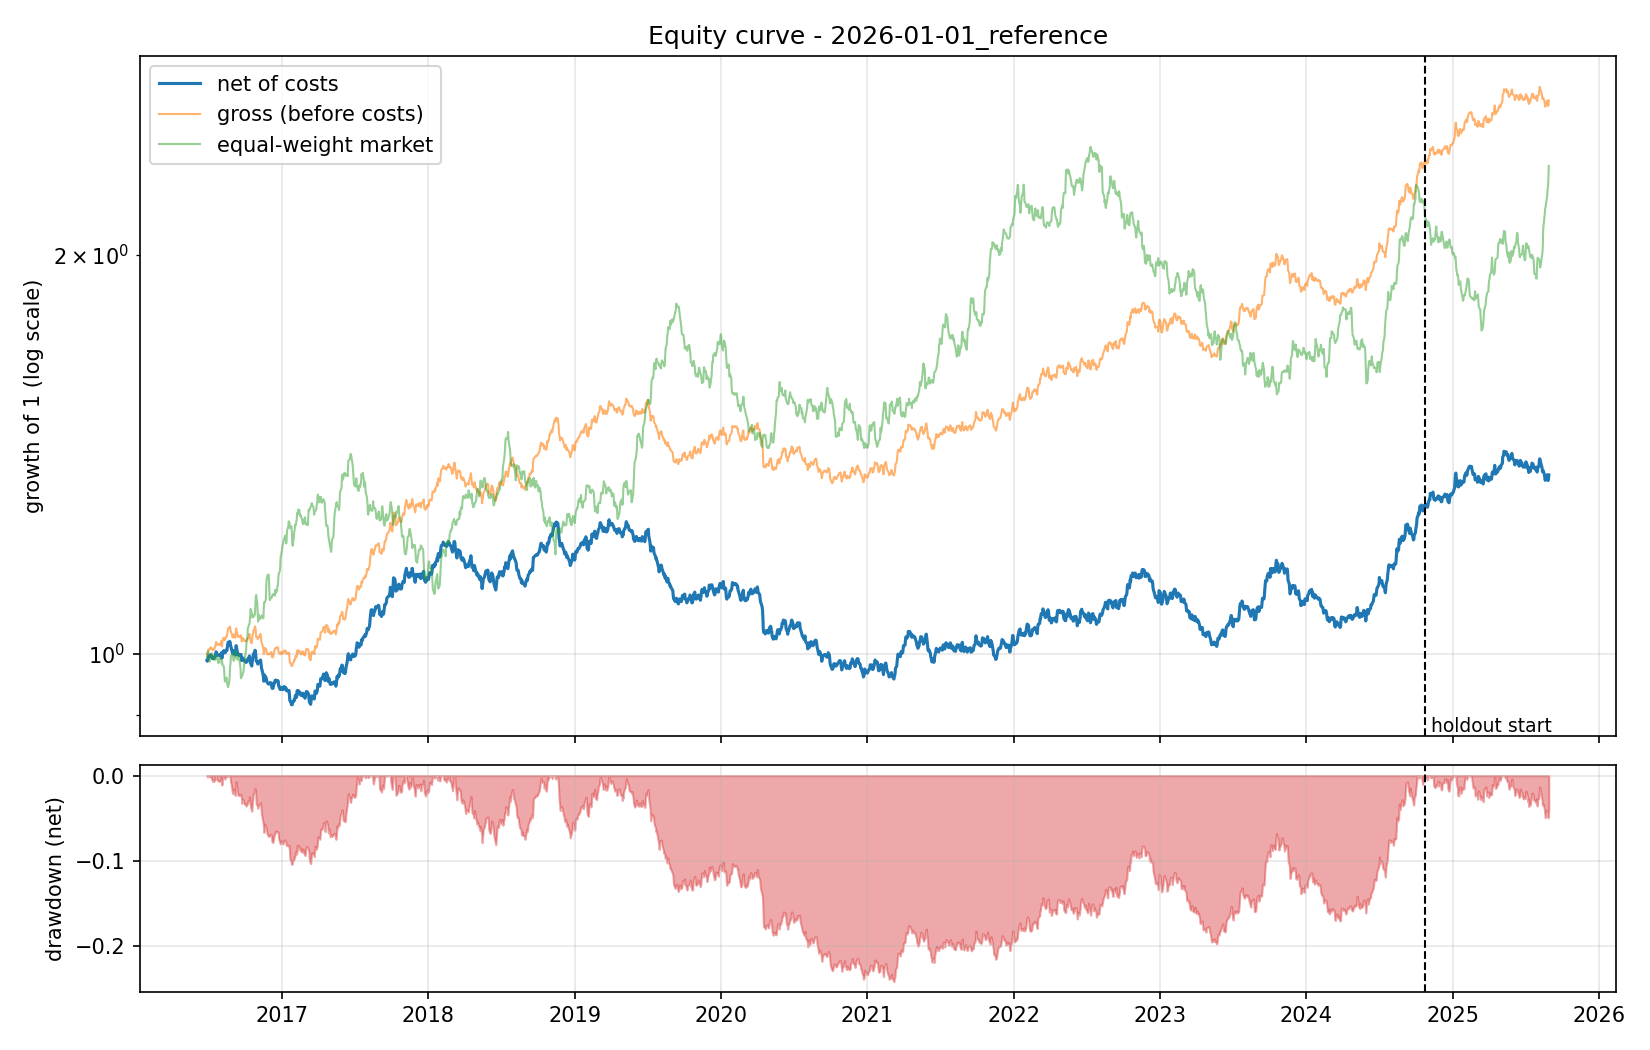 Equity curve - 2026-01-01_reference
net of costs
gross (before costs)
equal-weight market
growth of 1 (log scale)
2 × 10⁰
10⁰
holdout start
drawdown (net)
0.0
−0.1
−0.2
2017 2018 2019 2020 2021 2022 2023 2024 2025 2026